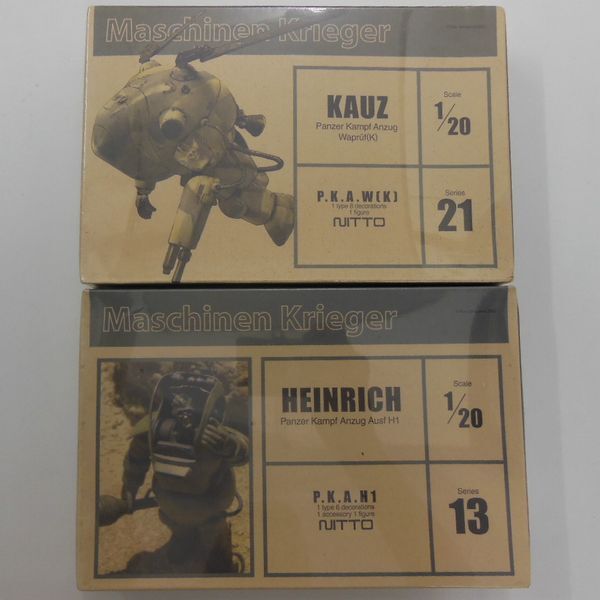 Maschinen Krieger
KAUZ
Panzer Kampf Anzug
Waprüf(K)
Scale
1/20
P.K.A.W(K)
1 type 8 decorations
1 figure
NITTO
Series
21
Maschinen Krieger
HEINRICH
Panzer Kampf Anzug Ausf H1
Scale
1/20
P.K.A.H1
1 type 6 decorations
1 accessory 1 figure
NITTO
Series
13